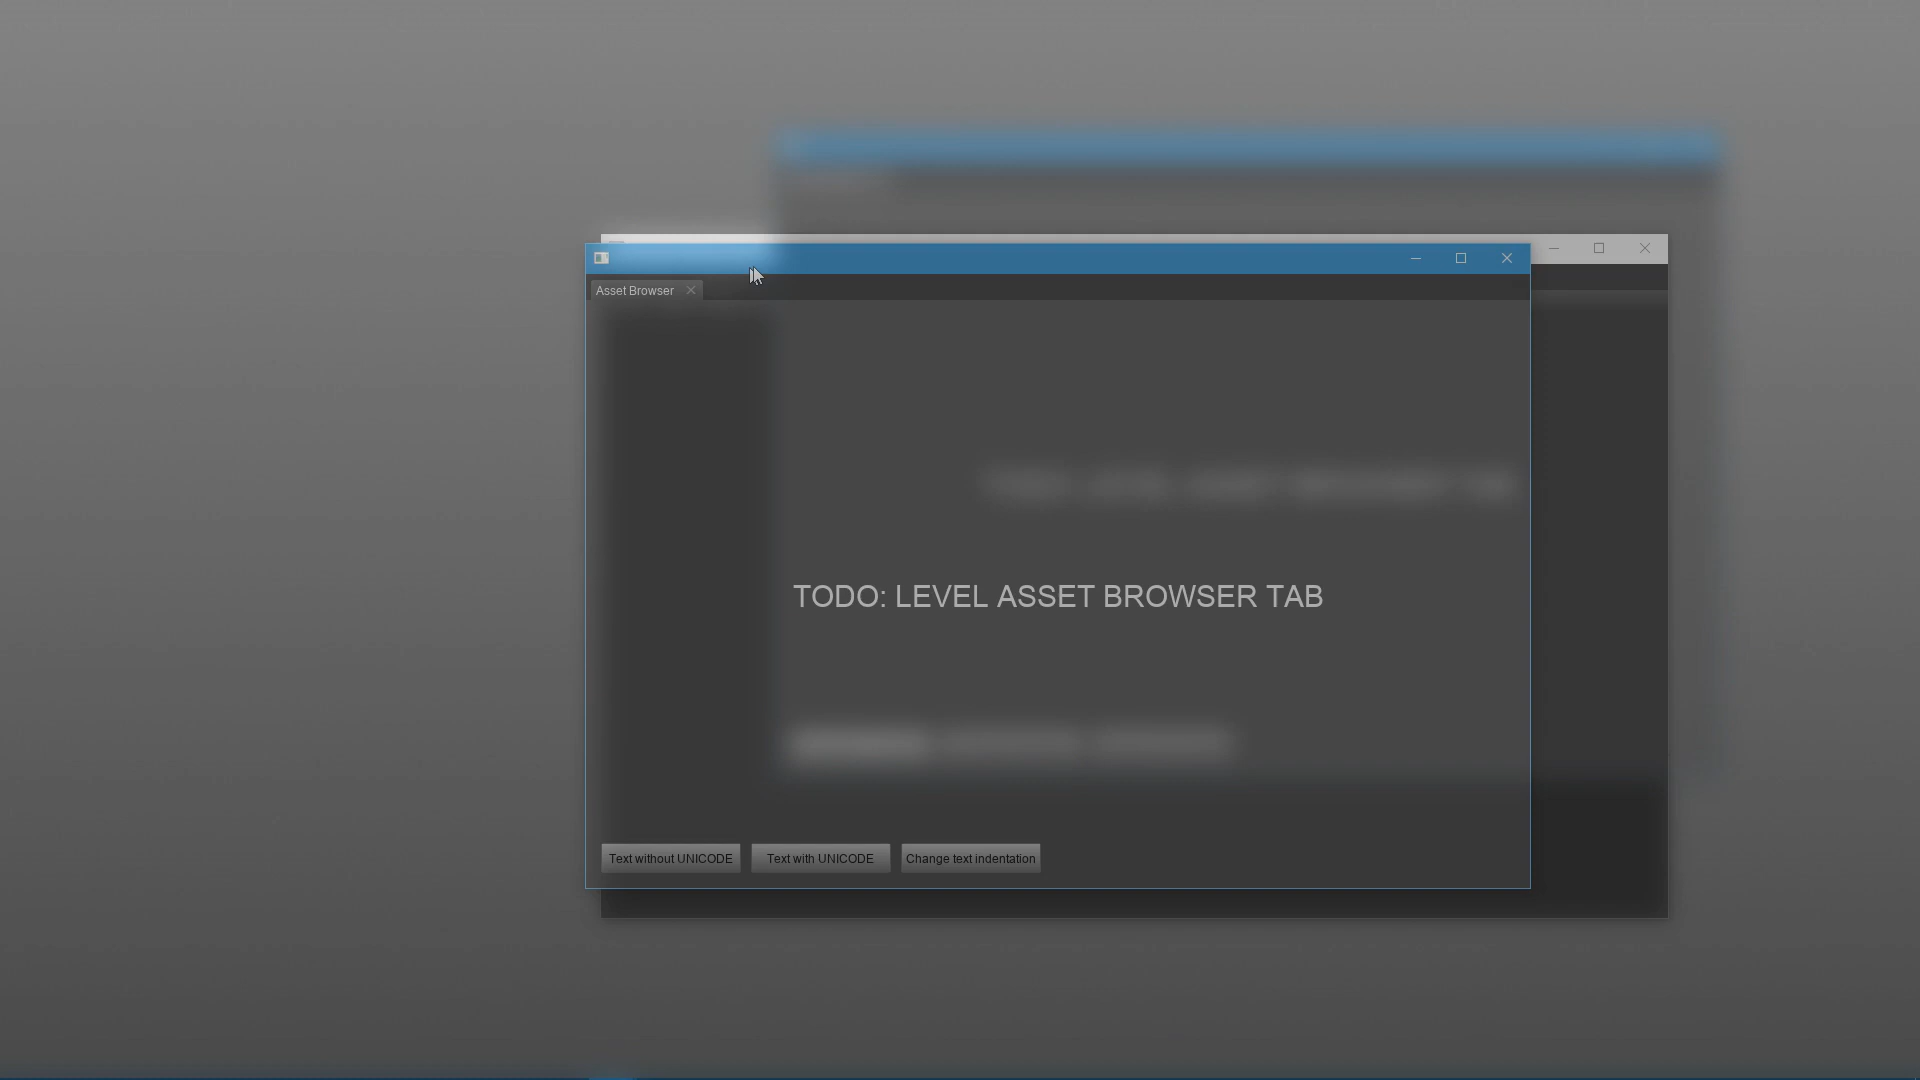 Asset Browser
TODO: LEVEL ASSET BROWSER TAB
Text without UNICODE
Text with UNICODE
Change text indentation